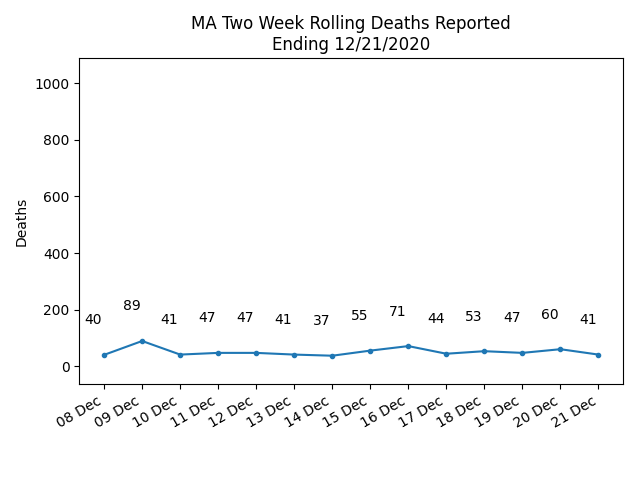 MA Two Week Rolling Deaths Reported
Ending 12/21/2020
1000
800
600
400
200
0
Deaths
40 89 41 47 47 41 37 55 71 44 53 47 60 41
08 Dec 09 Dec 10 Dec 11 Dec 12 Dec 13 Dec 14 Dec 15 Dec 16 Dec 17 Dec 18 Dec 19 Dec 20 Dec 21 Dec